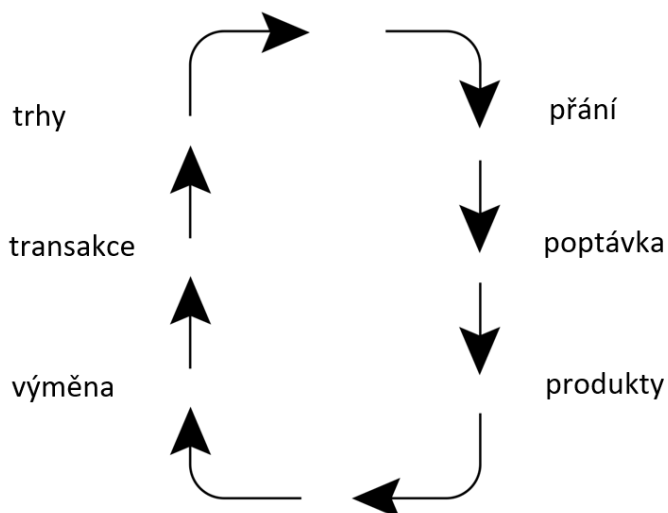 trhy
přání
transakce
poptávka
výměna
produkty